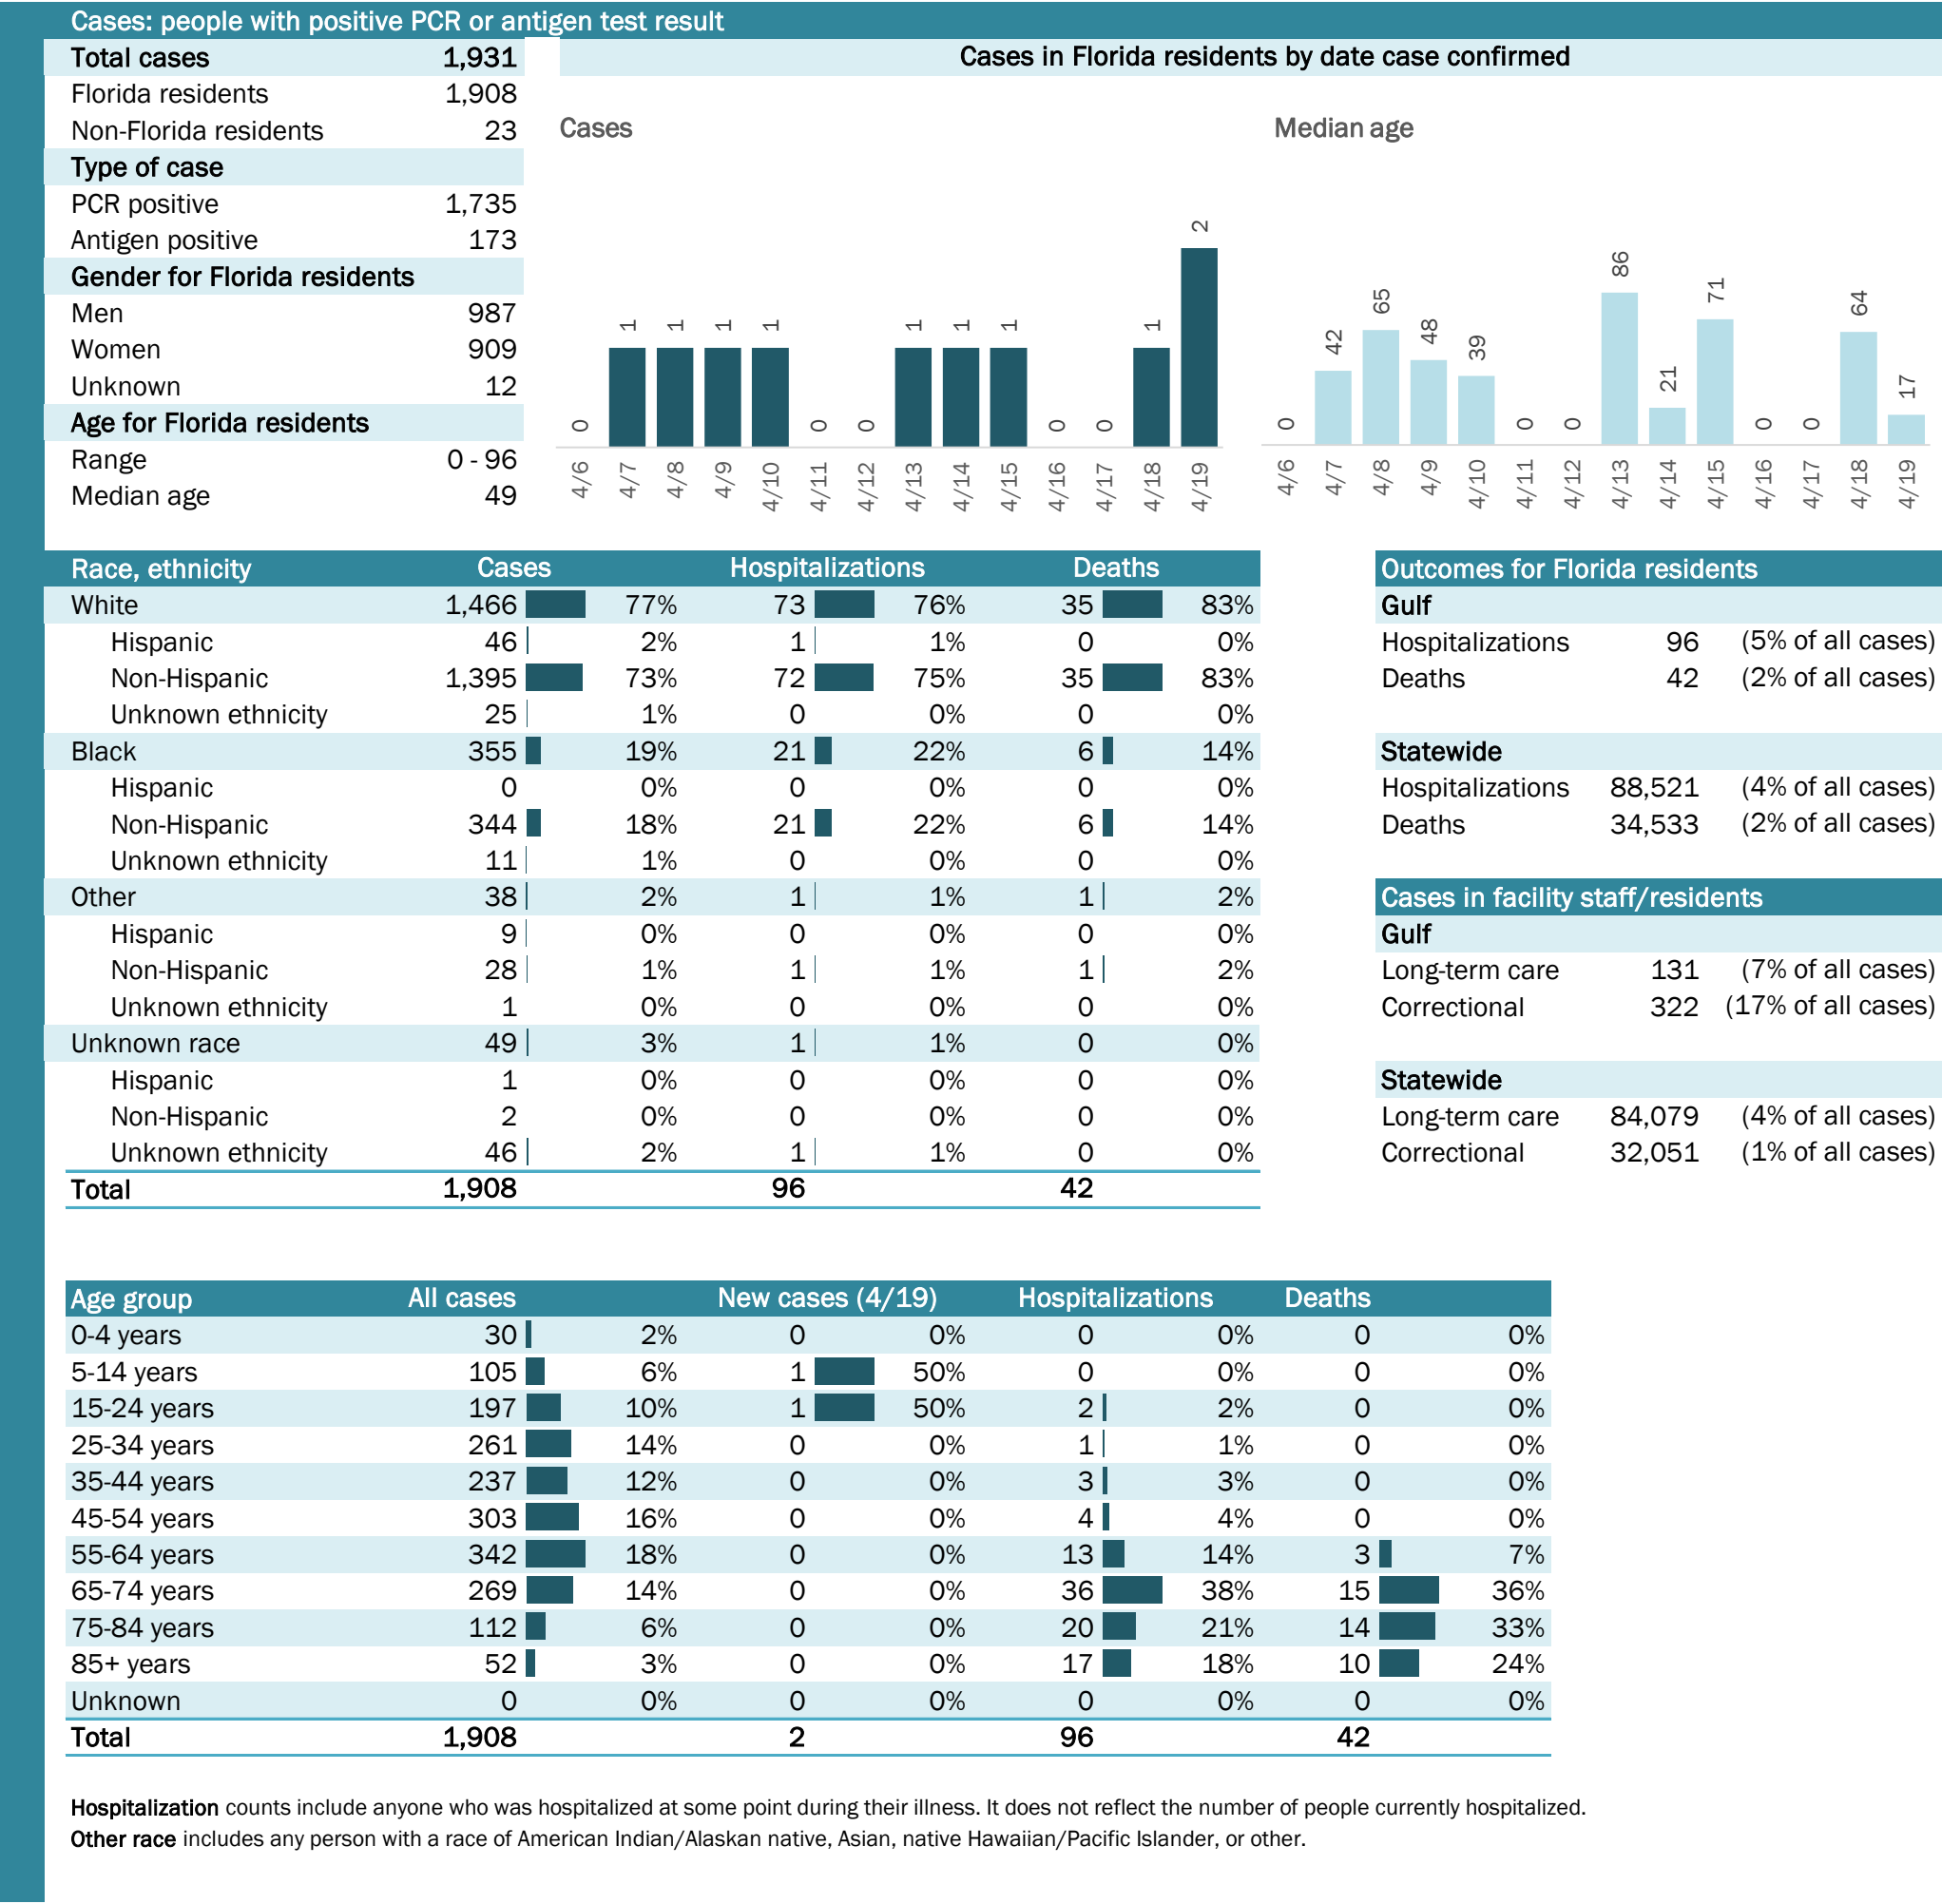 Cases: people with positive PCR or antigen test result
Total cases 1,931
Florida residents 1,908
Non-Florida residents 23
Type of case
PCR positive 1,735
Antigen positive 173
Gender for Florida residents
Men 987
Women 909
Unknown 12
Age for Florida residents
Range 0 - 96
Median age 49
Cases in Florida residents by date case confirmed
Cases
0 1 1 1 1 0 0 1 1 1 0 0 1 2
4/6 4/7 4/8 4/9 4/10 4/11 4/12 4/13 4/14 4/15 4/16 4/17 4/18 4/19
Median age
0 42 65 48 39 0 0 86 21 71 0 0 64 17
4/6 4/7 4/8 4/9 4/10 4/11 4/12 4/13 4/14 4/15 4/16 4/17 4/18 4/19
Race, ethnicity Cases Hospitalizations Deaths
White 1,466 77% 73 76% 35 83%
Hispanic 46 2% 1 1% 0 0%
Non-Hispanic 1,395 73% 72 75% 35 83%
Unknown ethnicity 25 1% 0 0% 0 0%
Black 355 19% 21 22% 6 14%
Hispanic 0 0% 0 0% 0 0%
Non-Hispanic 344 18% 21 22% 6 14%
Unknown ethnicity 11 1% 0 0% 0 0%
Other 38 2% 1 1% 1 2%
Hispanic 9 0% 0 0% 0 0%
Non-Hispanic 28 1% 1 1% 1 2%
Unknown ethnicity 1 0% 0 0% 0 0%
Unknown race 49 3% 1 1% 0 0%
Hispanic 1 0% 0 0% 0 0%
Non-Hispanic 2 0% 0 0% 0 0%
Unknown ethnicity 46 2% 1 1% 0 0%
Total 1,908 96 42
Outcomes for Florida residents
Gulf
Hospitalizations 96 (5% of all cases)
Deaths 42 (2% of all cases)
Statewide
Hospitalizations 88,521 (4% of all cases)
Deaths 34,533 (2% of all cases)
Cases in facility staff/residents
Gulf
Long-term care 131 (7% of all cases)
Correctional 322 (17% of all cases)
Statewide
Long-term care 84,079 (4% of all cases)
Correctional 32,051 (1% of all cases)
Age group All cases New cases (4/19) Hospitalizations Deaths
0-4 years 30 2% 0 0% 0 0% 0 0%
5-14 years 105 6% 1 50% 0 0% 0 0%
15-24 years 197 10% 1 50% 2 2% 0 0%
25-34 years 261 14% 0 0% 1 1% 0 0%
35-44 years 237 12% 0 0% 3 3% 0 0%
45-54 years 303 16% 0 0% 4 4% 0 0%
55-64 years 342 18% 0 0% 13 14% 3 7%
65-74 years 269 14% 0 0% 36 38% 15 36%
75-84 years 112 6% 0 0% 20 21% 14 33%
85+ years 52 3% 0 0% 17 18% 10 24%
Unknown 0 0% 0 0% 0 0% 0 0%
Total 1,908 2 96 42
Hospitalization counts include anyone who was hospitalized at some point during their illness. It does not reflect the number of people currently hospitalized.
Other race includes any person with a race of American Indian/Alaskan native, Asian, native Hawaiian/Pacific Islander, or other.